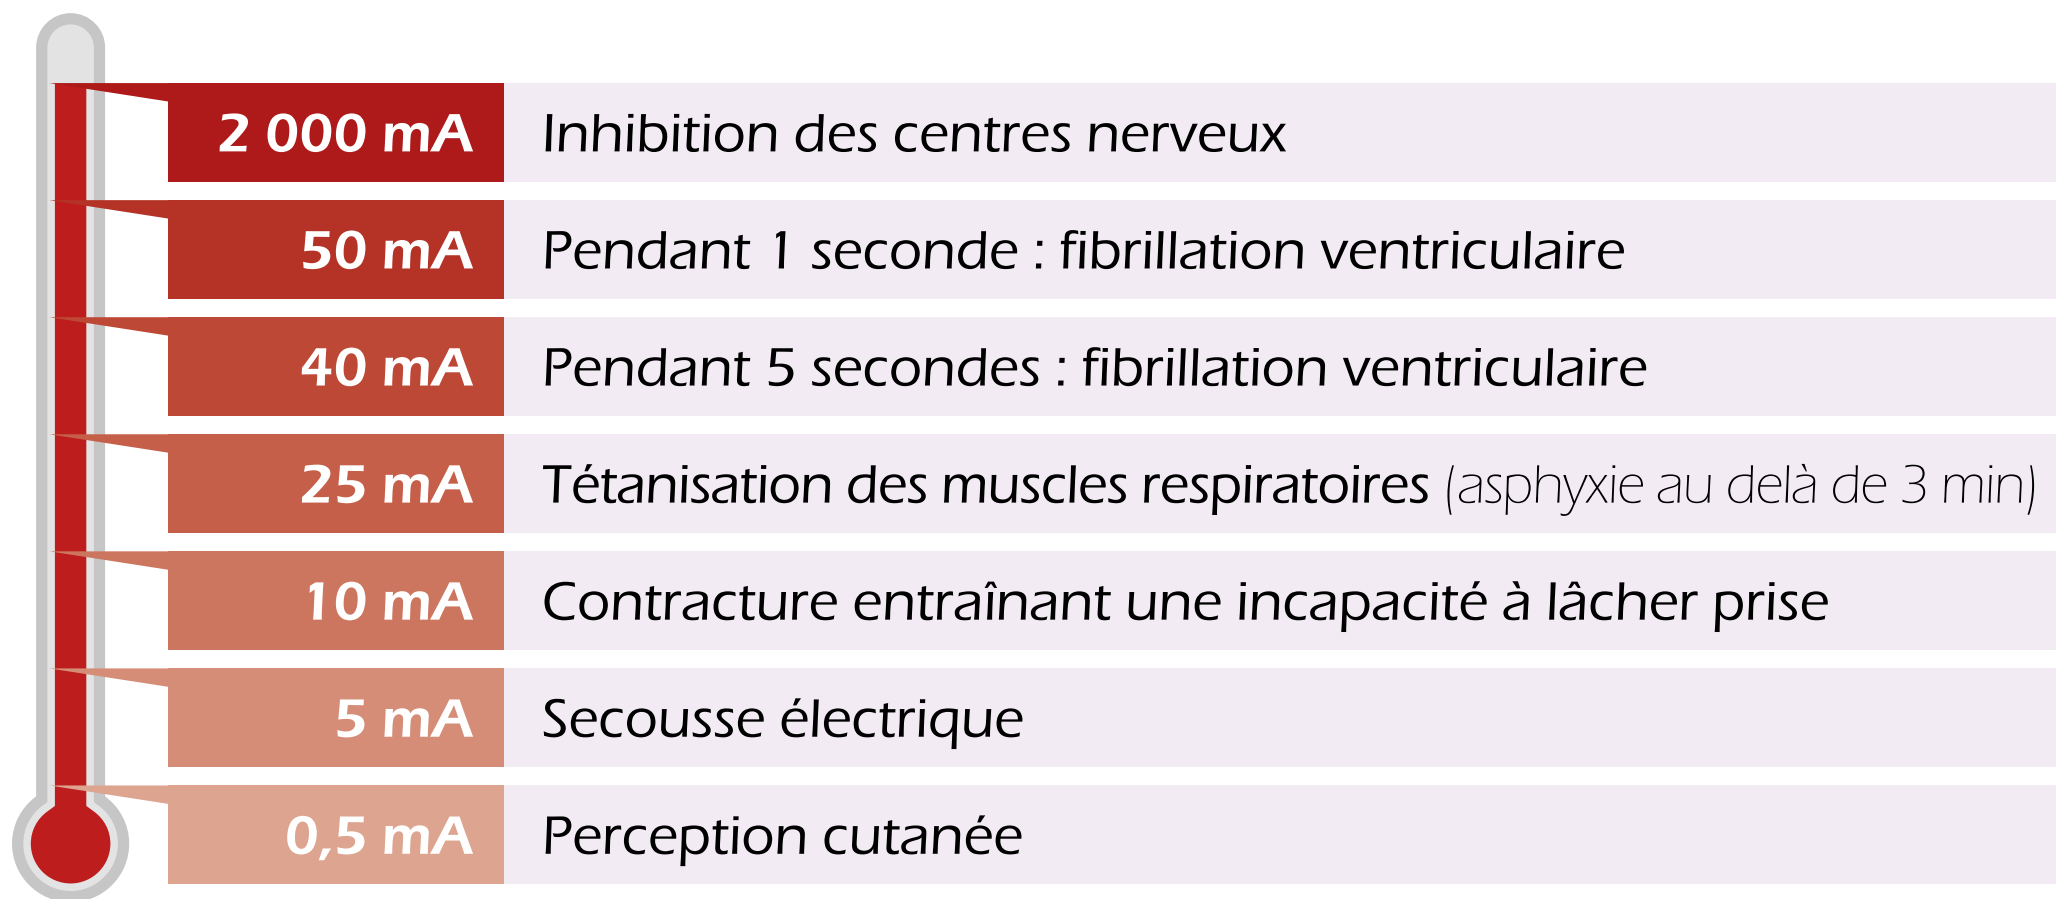 2 000 mA Inhibition des centres nerveux
50 mA Pendant 1 seconde : fibrillation ventriculaire
40 mA Pendant 5 secondes : fibrillation ventriculaire
25 mA Tétanisation des muscles respiratoires (asphyxie au delà de 3 min)
10 mA Contracture entraînant une incapacité à lâcher prise
5 mA Secousse électrique
0,5 mA Perception cutanée